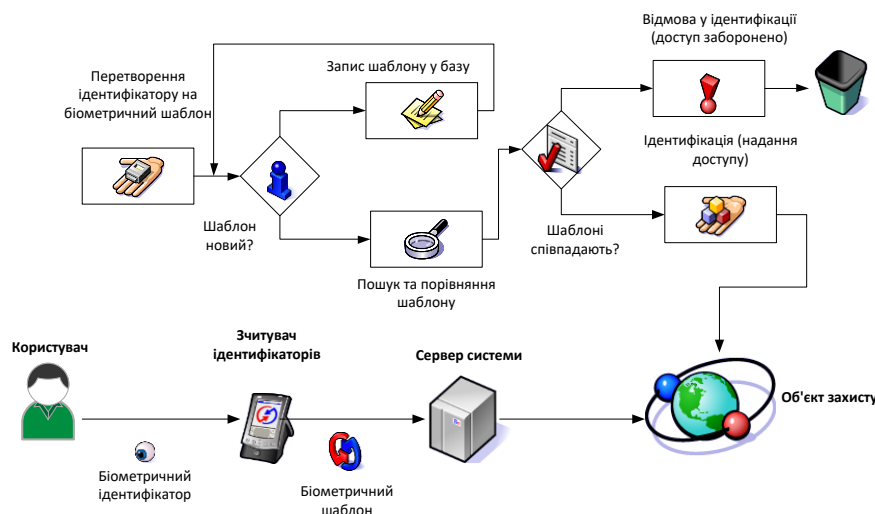 Відмова у ідентифікації
(доступ заборонено)
Перетворення
ідентифікатору на
біометричний шаблон
Запис шаблону у базу
Ідентифікація (надання
доступу)
Шаблон
новий?
Шаблоні
співпадають?
Пошук та порівняння
шаблону
Користувач
Зчитувач
ідентифікаторів
Сервер системи
Об'єкт захисту
Біометричний
ідентифікатор
Біометричний
шаблон